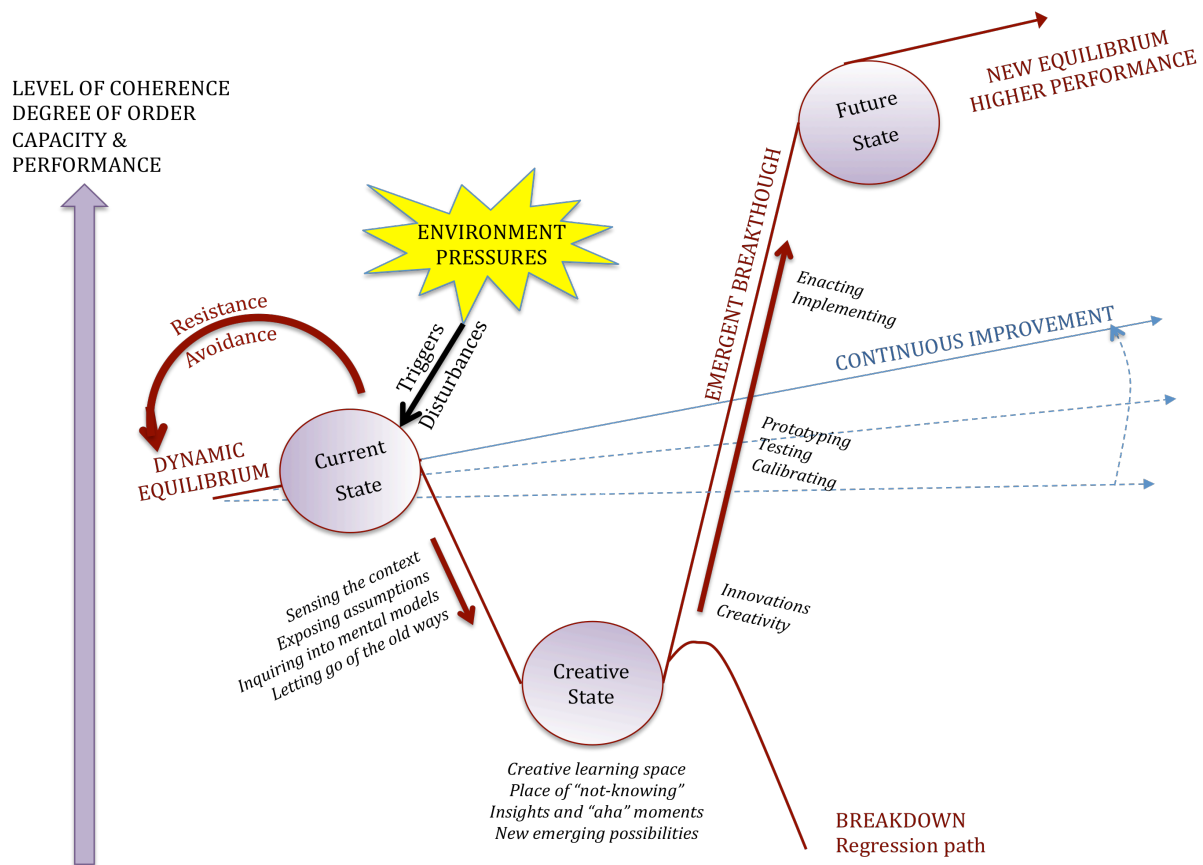 LEVEL OF COHERENCE
DEGREE OF ORDER
CAPACITY &
PERFORMANCE
ENVIRONMENT
PRESSURES
Triggers
Disturbances
Resistance
Avoidance
DYNAMIC
EQUILIBRIUM
Current
State
Sensing the context
Exposing assumptions
Inquiring into mental models
Letting go of the old ways
Creative
State
Creative learning space
Place of “not-knowing”
Insights and “aha” moments
New emerging possibilities
EMERGENT BREAKTHOUGH
Innovations
Creativity
Prototyping
Testing
Calibrating
Enacting
Implementing
CONTINUOUS IMPROVEMENT
Future
State
NEW EQUILIBRIUM
HIGHER PERFORMANCE
BREAKDOWN
Regression path